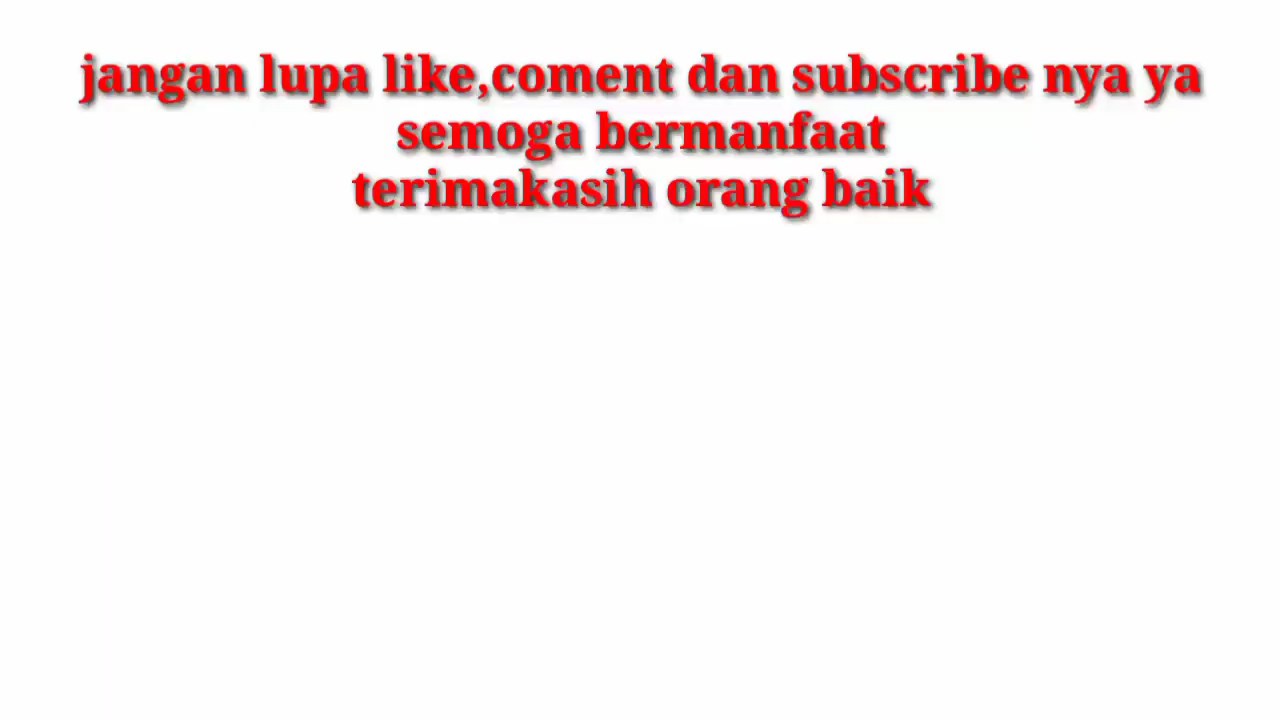 jangan lupa like,coment dan subscribe nya ya
semoga bermanfaat
terimakasih orang baik